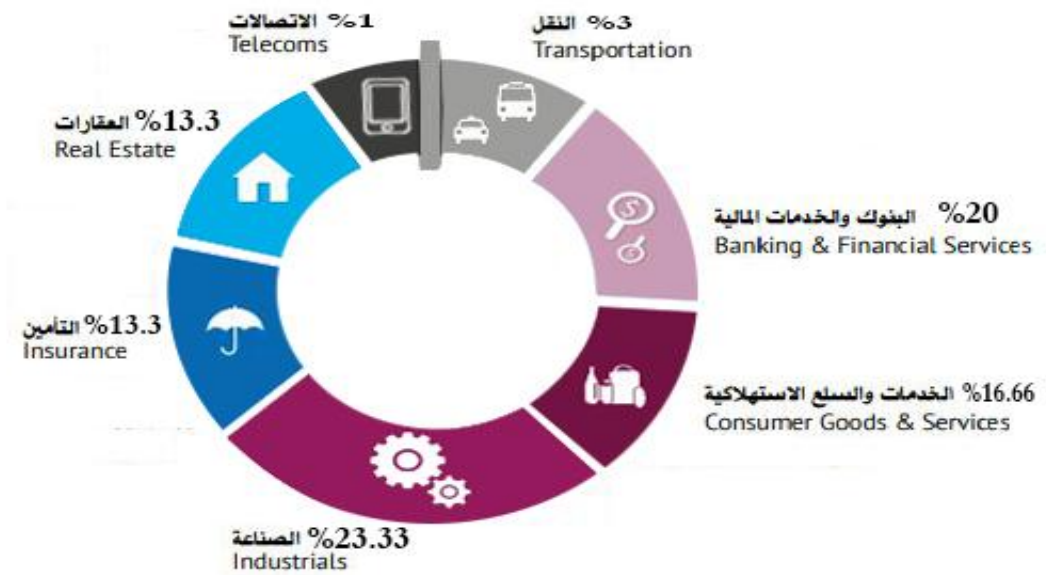 %1 الاتصالات
Telecoms
%3 النقل
Transportation
%13.3 العقارات
Real Estate
%20 البنوك والخدمات المالية
Banking & Financial Services
%13.3 التأمين
Insurance
%16.66 الخدمات والسلع الاستهلاكية
Consumer Goods & Services
%23.33 الصناعة
Industrials